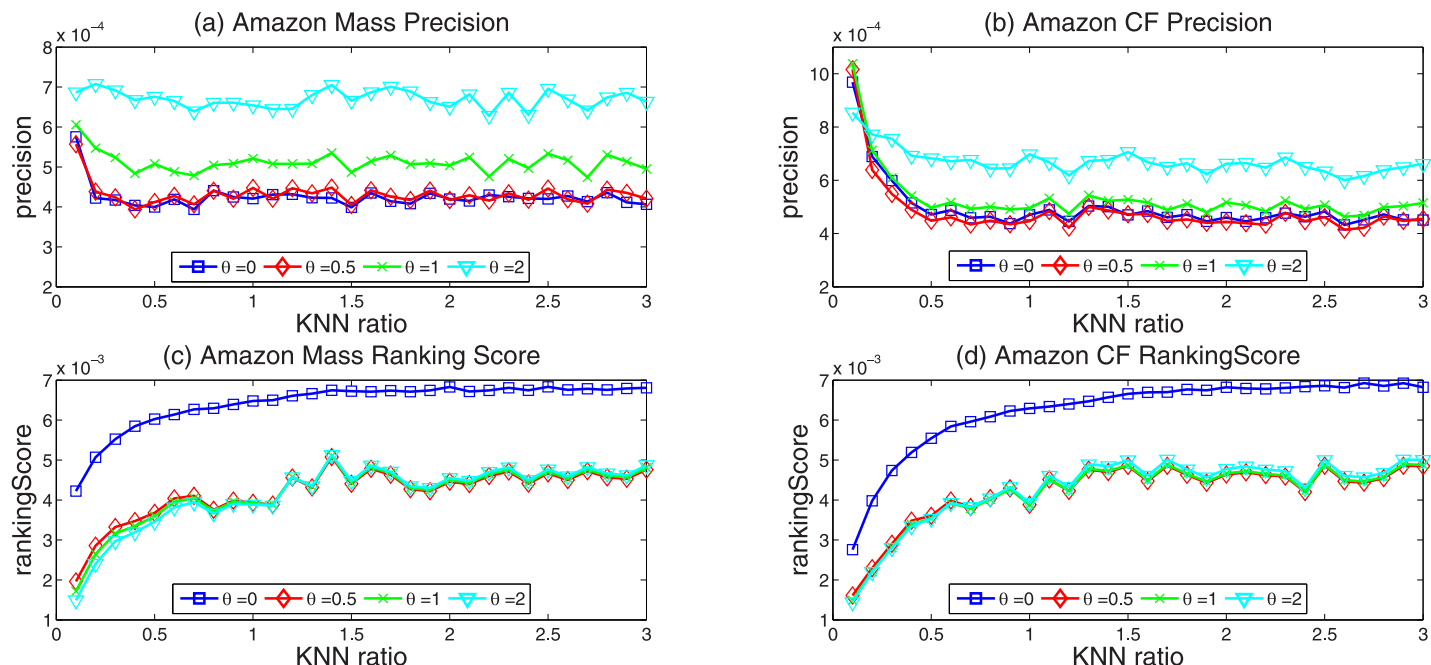 (a) Amazon Mass Precision
x 10⁻⁴
8
7
6
5
4
3
2
precision
0 0.5 1 1.5 2 2.5 3
KNN ratio
θ =0 θ =0.5 θ =1 θ =2
(b) Amazon CF Precision
x 10⁻⁴
10
8
6
4
2
precision
0 0.5 1 1.5 2 2.5 3
KNN ratio
θ =0 θ =0.5 θ =1 θ =2
(c) Amazon Mass Ranking Score
x 10⁻³
7
6
5
4
3
2
1
rankingScore
0 0.5 1 1.5 2 2.5 3
KNN ratio
θ =0 θ =0.5 θ =1 θ =2
(d) Amazon CF RankingScore
x 10⁻³
7
6
5
4
3
2
1
rankingScore
0 0.5 1 1.5 2 2.5 3
KNN ratio
θ =0 θ =0.5 θ =1 θ =2